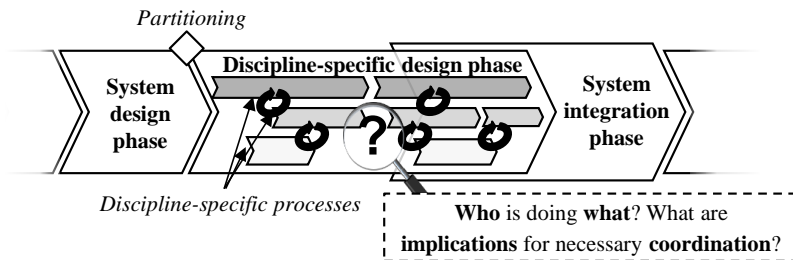 Partitioning
Discipline-specific design phase
System
design
phase
System
integration
phase
?
Discipline-specific processes
Who is doing what? What are
implications for necessary coordination?